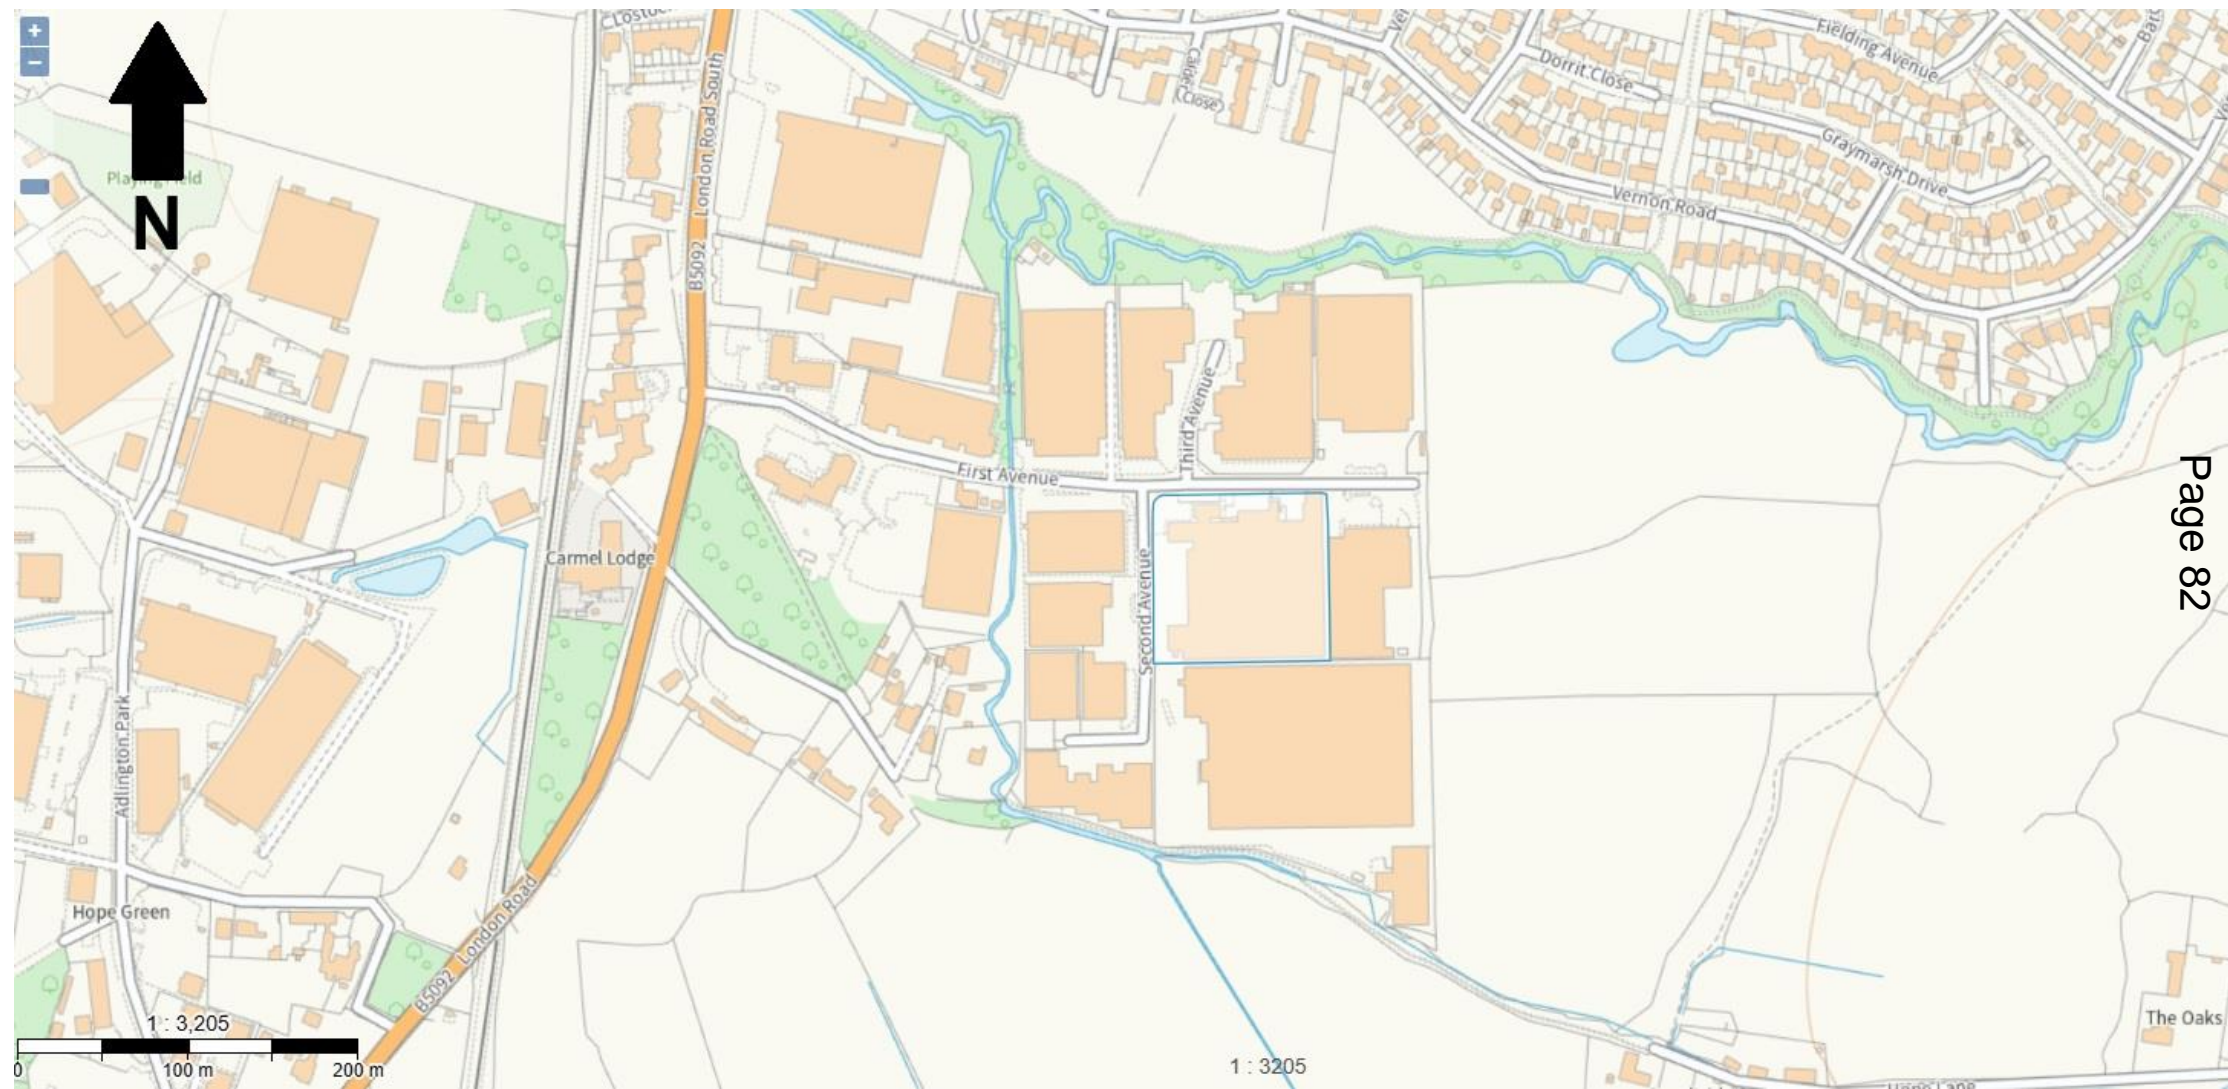 +
−
N
Playing Field
B5092 London Road South
Close
Dorrit Close
Fielding Avenue
Graymarsh Drive
Vernon Road
Third Avenue
First Avenue
Second Avenue
Carmel Lodge
Adlington Park
Hope Green
B5092 London Road
Page 82
The Oaks
1 : 3,205
0 100 m 200 m
1 : 3205